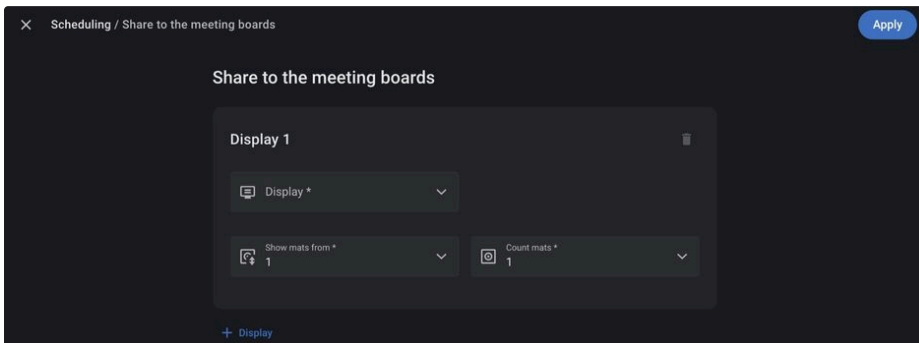 Scheduling / Share to the meeting boards
Apply
Share to the meeting boards
Display 1
Display *
Show mats from *
1
Count mats *
1
+ Display